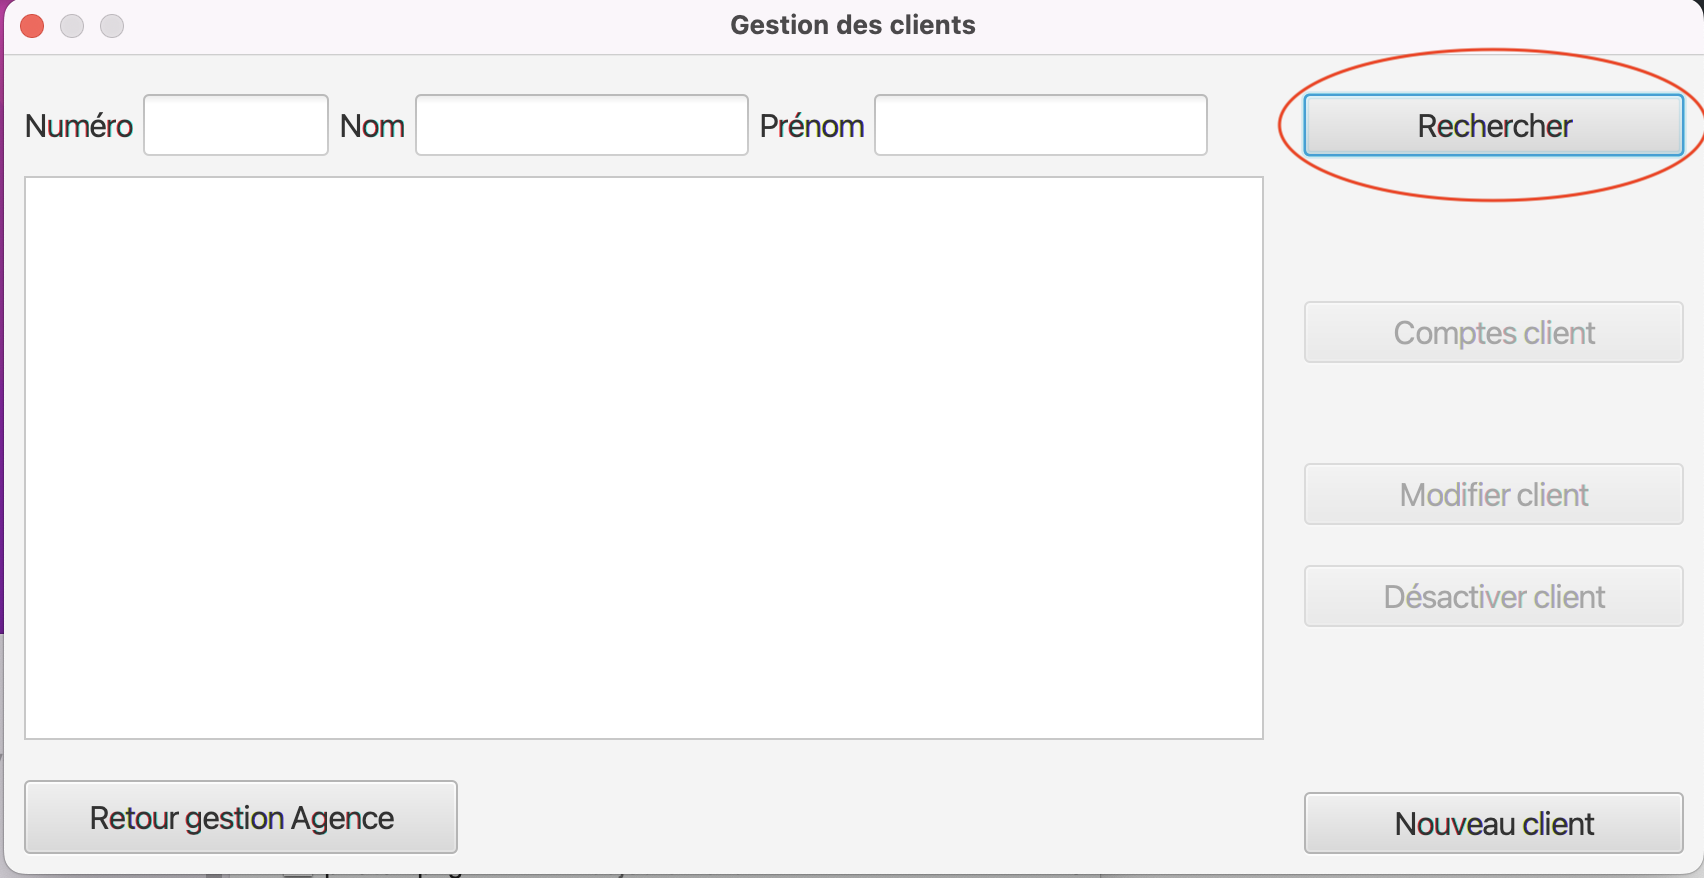 Gestion des clients
Numéro Nom Prénom Rechercher
Comptes client
Modifier client
Désactiver client
Retour gestion Agence
Nouveau client